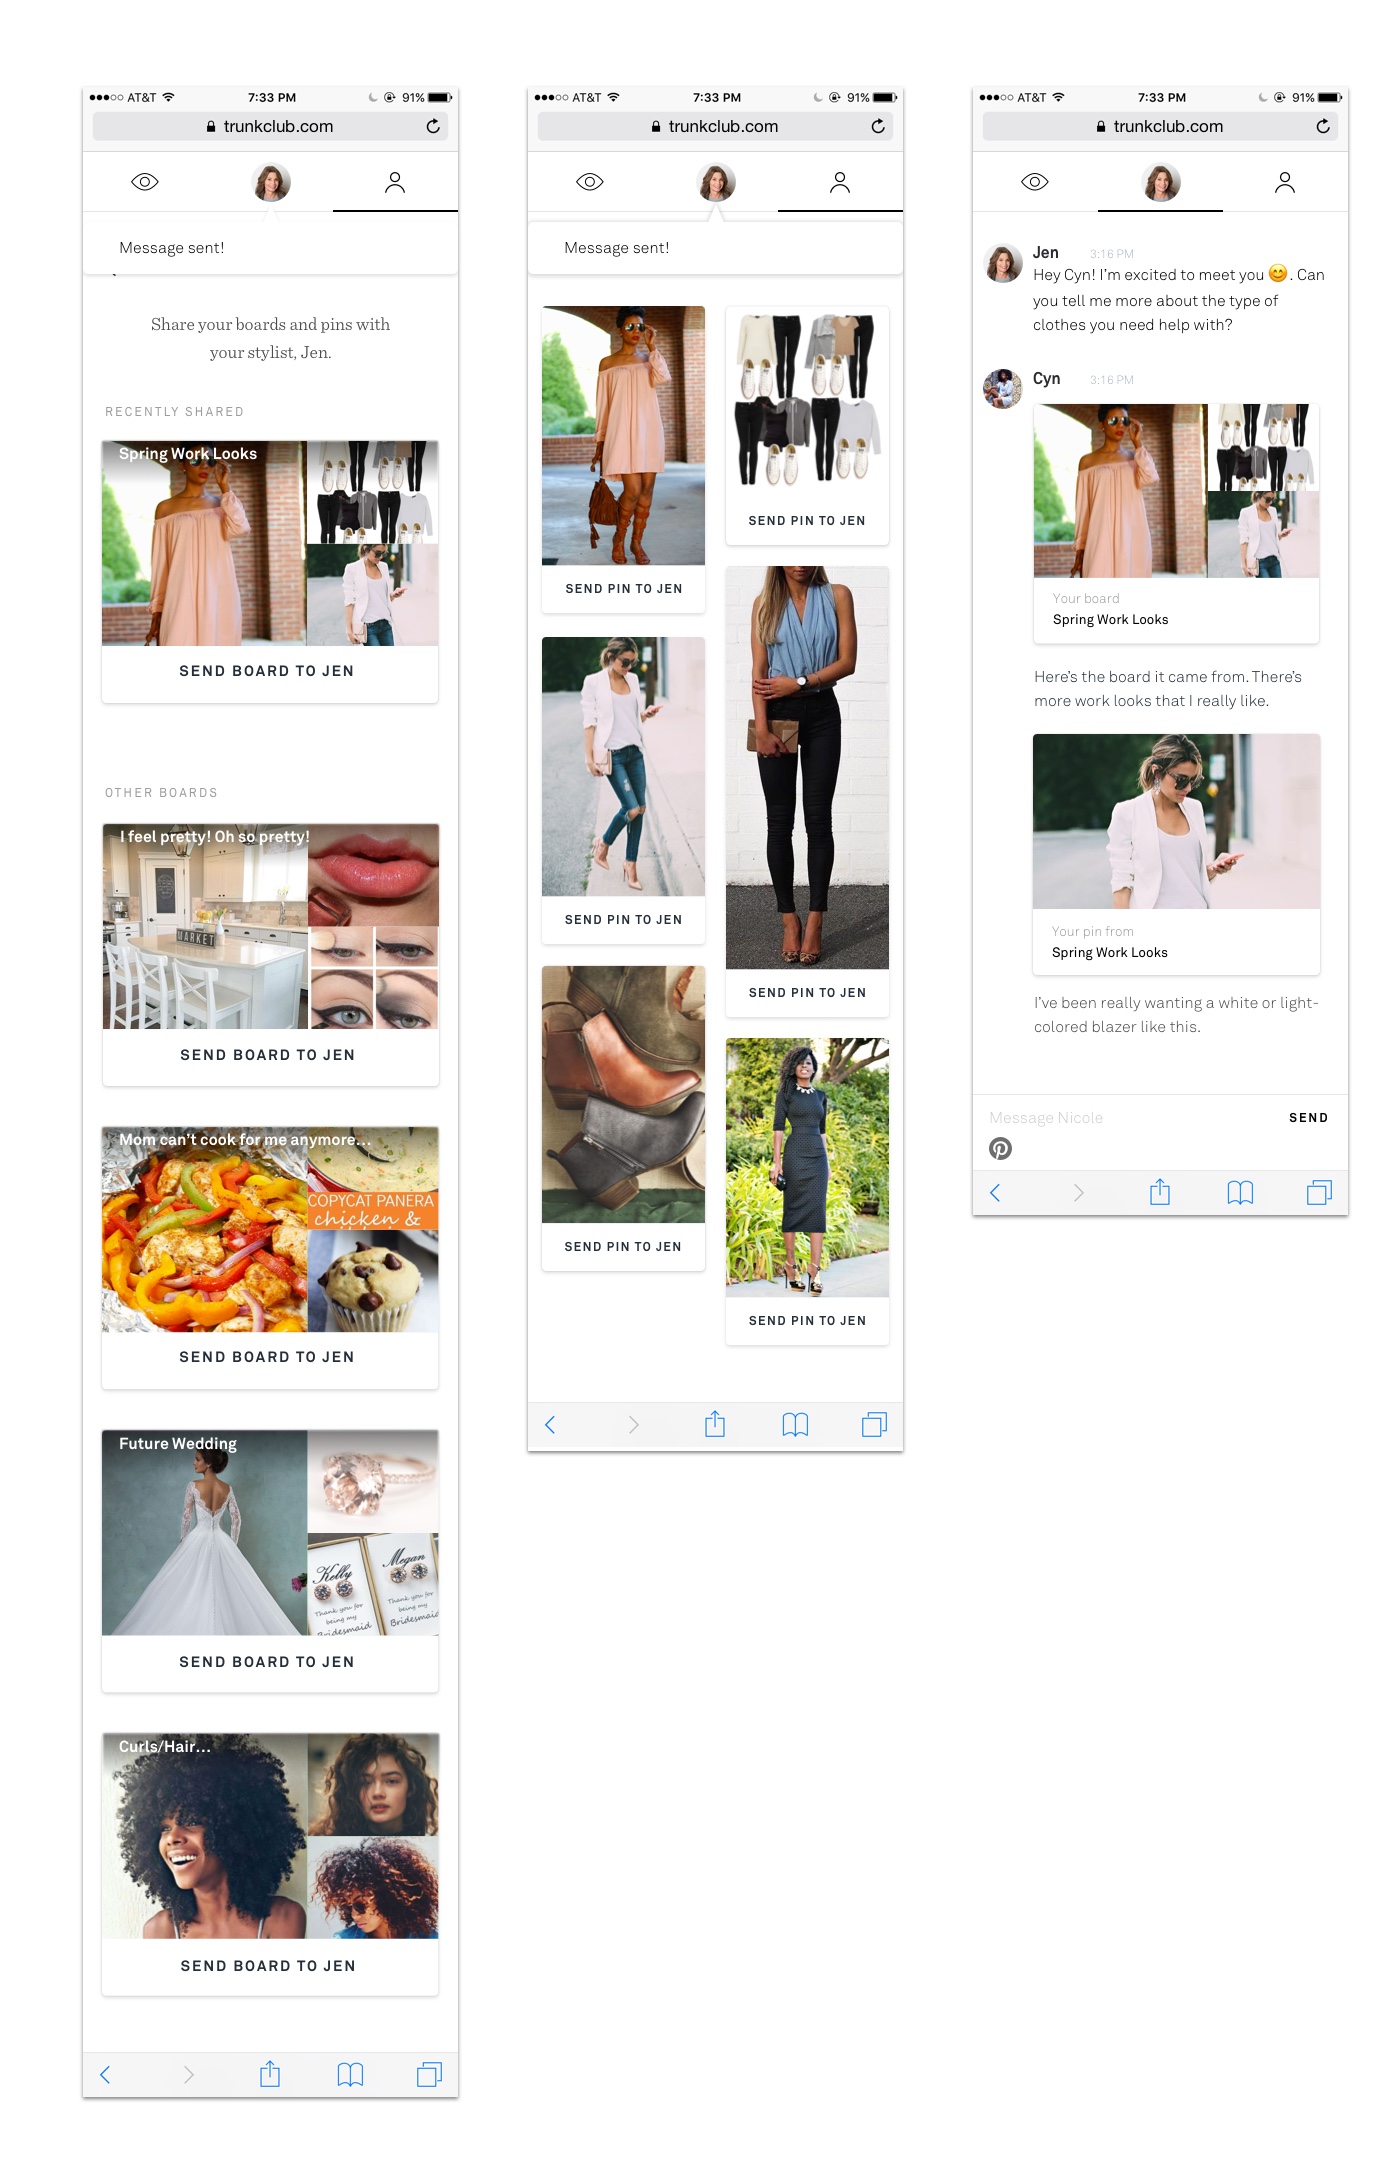 AT&T 7:33 PM 91%
trunkclub.com
Message sent!
Share your boards and pins with
your stylist, Jen.
RECENTLY SHARED
Spring Work Looks
SEND BOARD TO JEN
OTHER BOARDS
I feel pretty! Oh so pretty!
MARKET
SEND BOARD TO JEN
Mom can't cook for me anymore...
COPYCAT PANERA
chicken &
SEND BOARD TO JEN
Future Wedding
Kelly
Megan
Thank you for
being my
Bridesmaid
Thank you for
being my
Bridesmaid
SEND BOARD TO JEN
Curls/Hair...
SEND BOARD TO JEN
AT&T 7:33 PM 91%
trunkclub.com
Message sent!
SEND PIN TO JEN
SEND PIN TO JEN
SEND PIN TO JEN
SEND PIN TO JEN
SEND PIN TO JEN
SEND PIN TO JEN
AT&T 7:33 PM 91%
trunkclub.com
Jen 3:16 PM
Hey Cyn! I'm excited to meet you 😊. Can
you tell me more about the type of
clothes you need help with?
Cyn 3:16 PM
Your board
Spring Work Looks
Here's the board it came from. There's
more work looks that I really like.
Your pin from
Spring Work Looks
I've been really wanting a white or light-
colored blazer like this.
Message Nicole SEND